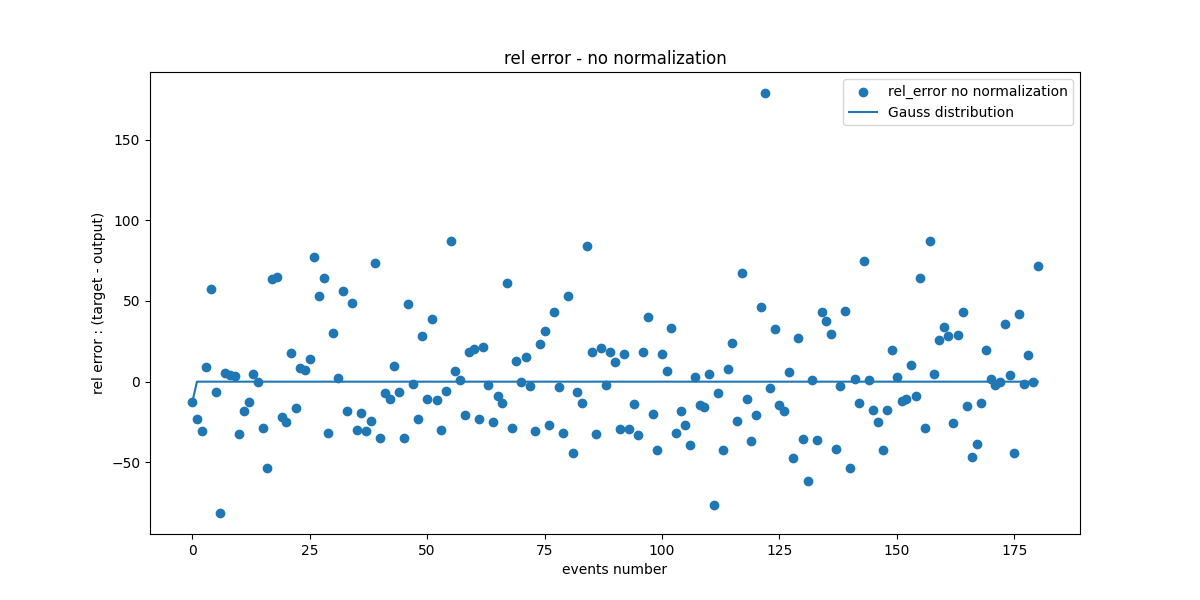 rel error - no normalization
rel_error no normalization
Gauss distribution
rel error : (target - output)
150
100
50
0
−50
0 25 50 75 100 125 150 175
events number